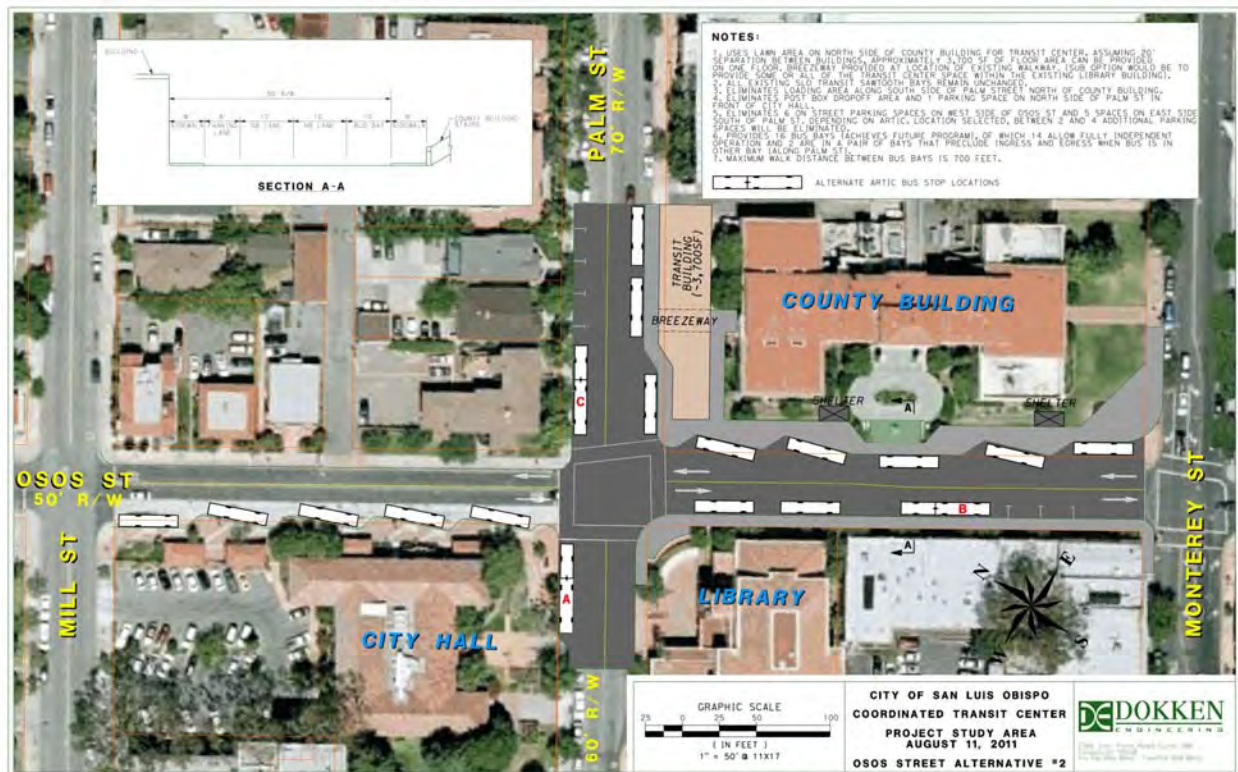 BUILDING
50' R/W
COUNTY BUILDING
STAIRS
SECTION A-A
PALM ST
70' R/W
NOTES:
1. USES LAWN AREA ON NORTH SIDE OF COUNTY BUILDING FOR TRANSIT CENTER. ASSUMING 20'
SEPARATION BETWEEN BUILDINGS, APPROXIMATELY 3,700 SF OF FLOOR AREA CAN BE PROVIDED
ON ONE FLOOR. BREEZEWAY PROVIDED AT LOCATION OF EXISTING WALKWAY. (SUB OPTION WOULD BE TO
PROVIDE SOME OR ALL OF THE TRANSIT CENTER SPACE WITHIN THE EXISTING LIBRARY BUILDING).
2. ALL EXISTING SLO TRANSIT SAWTOOTH BAYS REMAIN UNCHANGED.
3. ELIMINATES LOADING AREA ALONG SOUTH SIDE OF PALM STREET NORTH OF COUNTY BUILDING.
4. ELIMINATES POST BOX DROPOFF AREA AND 1 PARKING SPACE ON NORTH SIDE OF PALM ST IN
FRONT OF CITY HALL.
5. ELIMINATES 6 ON STREET PARKING SPACES ON WEST SIDE OF OSOS ST AND 5 SPACES ON EAST SIDE
SOUTH OF PALM ST. DEPENDING ON ARTIC. LOCATION SELECTED, BETWEEN 2 AND 4 ADDITIONAL PARKING
SPACES WILL BE ELIMINATED.
6. PROVIDES 16 BUS BAYS (ACHIEVES FUTURE PROGRAM), OF WHICH 14 ALLOW FULLY INDEPENDENT
OPERATION AND 2 ARE IN A PAIR OF BAYS THAT PRECLUDE INGRESS AND EGRESS WHEN BUS IS IN
OTHER BAY (ALONG PALM ST).
7. MAXIMUM WALK DISTANCE BETWEEN BUS BAYS IS 700 FEET.
ALTERNATE ARTIC BUS STOP LOCATIONS
TRANSIT
BUILDING
(~3,700SF)
BREEZEWAY
COUNTY BUILDING
C
SHELTER
A
SHELTER
OSOS ST
50' R/W
B
A
A
MILL ST
CITY HALL
LIBRARY
N
E
S
MONTEREY ST
60' R/W
GRAPHIC SCALE
25 0 25 50 100
( IN FEET )
1" = 50' @ 11X17
CITY OF SAN LUIS OBISPO
COORDINATED TRANSIT CENTER
PROJECT STUDY AREA
AUGUST 11, 2011
OSOS STREET ALTERNATIVE #2
DE DOKKEN
ENGINEERING